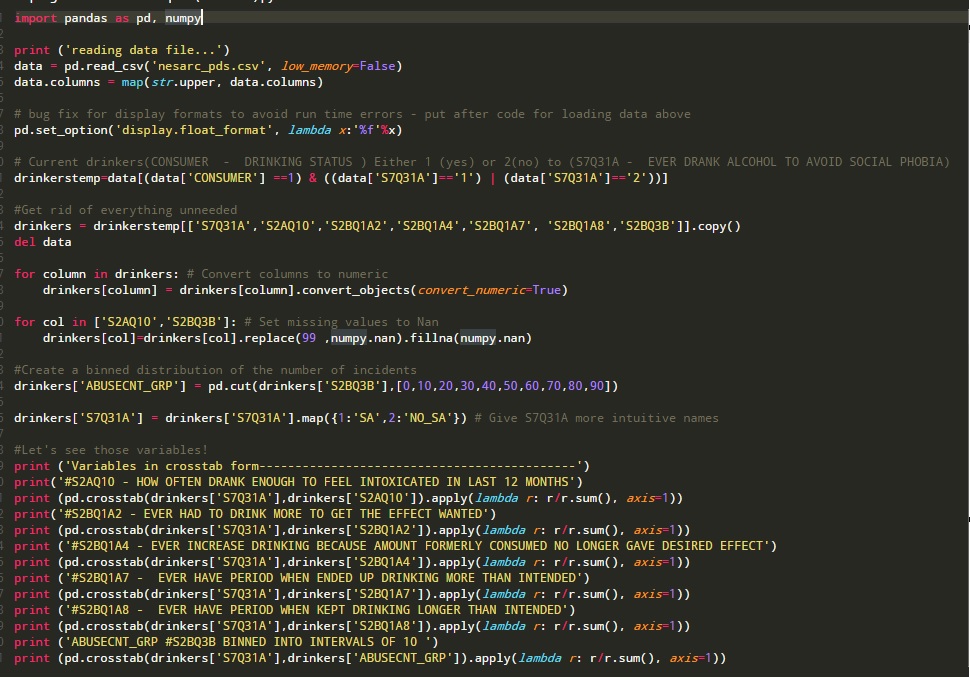 import pandas as pd, numpy
print ('reading data file...')
data = pd.read_csv('nesarc_pds.csv', low_memory=False)
data.columns = map(str.upper, data.columns)
# bug fix for display formats to avoid run time errors - put after code for loading data above
pd.set_option('display.float_format', lambda x:'%f'%x)
# Current drinkers(CONSUMER  -  DRINKING STATUS ) Either 1 (yes) or 2(no) to (S7Q31A -  EVER DRANK ALCOHOL TO AVOID SOCIAL PHOBIA)
drinkerstemp=data[(data['CONSUMER'] ==1) & ((data['S7Q31A']=='1') | (data['S7Q31A']=='2'))]
#Get rid of everything unneeded
drinkers = drinkerstemp[['S7Q31A','S2AQ10','S2BQ1A2','S2BQ1A4','S2BQ1A7', 'S2BQ1A8','S2BQ3B']].copy()
del data
for column in drinkers: # Convert columns to numeric
    drinkers[column] = drinkers[column].convert_objects(convert_numeric=True)
for col in ['S2AQ10','S2BQ3B']: # Set missing values to Nan
    drinkers[col]=drinkers[col].replace(99 ,numpy.nan).fillna(numpy.nan)
#Create a binned distribution of the number of incidents
drinkers['ABUSECNT_GRP'] = pd.cut(drinkers['S2BQ3B'],[0,10,20,30,40,50,60,70,80,90])
drinkers['S7Q31A'] = drinkers['S7Q31A'].map({1:'SA',2:'NO_SA'}) # Give S7Q31A more intuitive names
#Let's see those variables!
print ('Variables in crosstab form--------------------------------------------')
print('#S2AQ10 - HOW OFTEN DRANK ENOUGH TO FEEL INTOXICATED IN LAST 12 MONTHS')
print (pd.crosstab(drinkers['S7Q31A'],drinkers['S2AQ10']).apply(lambda r: r/r.sum(), axis=1))
print('#S2BQ1A2 - EVER HAD TO DRINK MORE TO GET THE EFFECT WANTED')
print (pd.crosstab(drinkers['S7Q31A'],drinkers['S2BQ1A2']).apply(lambda r: r/r.sum(), axis=1))
print ('#S2BQ1A4 - EVER INCREASE DRINKING BECAUSE AMOUNT FORMERLY CONSUMED NO LONGER GAVE DESIRED EFFECT')
print (pd.crosstab(drinkers['S7Q31A'],drinkers['S2BQ1A4']).apply(lambda r: r/r.sum(), axis=1))
print ('#S2BQ1A7 -  EVER HAVE PERIOD WHEN ENDED UP DRINKING MORE THAN INTENDED')
print (pd.crosstab(drinkers['S7Q31A'],drinkers['S2BQ1A7']).apply(lambda r: r/r.sum(), axis=1))
print ('#S2BQ1A8 -  EVER HAVE PERIOD WHEN KEPT DRINKING LONGER THAN INTENDED')
print (pd.crosstab(drinkers['S7Q31A'],drinkers['S2BQ1A8']).apply(lambda r: r/r.sum(), axis=1))
print ('ABUSECNT_GRP #S2BQ3B BINNED INTO INTERVALS OF 10 ')
print (pd.crosstab(drinkers['S7Q31A'],drinkers['ABUSECNT_GRP']).apply(lambda r: r/r.sum(), axis=1))